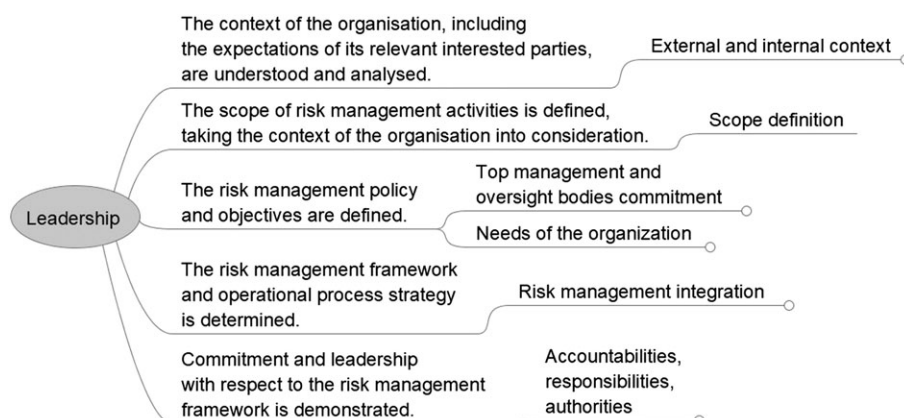 The context of the organisation, including
the expectations of its relevant interested parties,
are understood and analysed.
External and internal context
The scope of risk management activities is defined,
taking the context of the organisation into consideration.
Scope definition
Leadership
The risk management policy
and objectives are defined.
Top management and
oversight bodies commitment
Needs of the organization
The risk management framework
and operational process strategy
is determined.
Risk management integration
Commitment and leadership
with respect to the risk management
framework is demonstrated.
Accountabilities,
responsibilities,
authorities